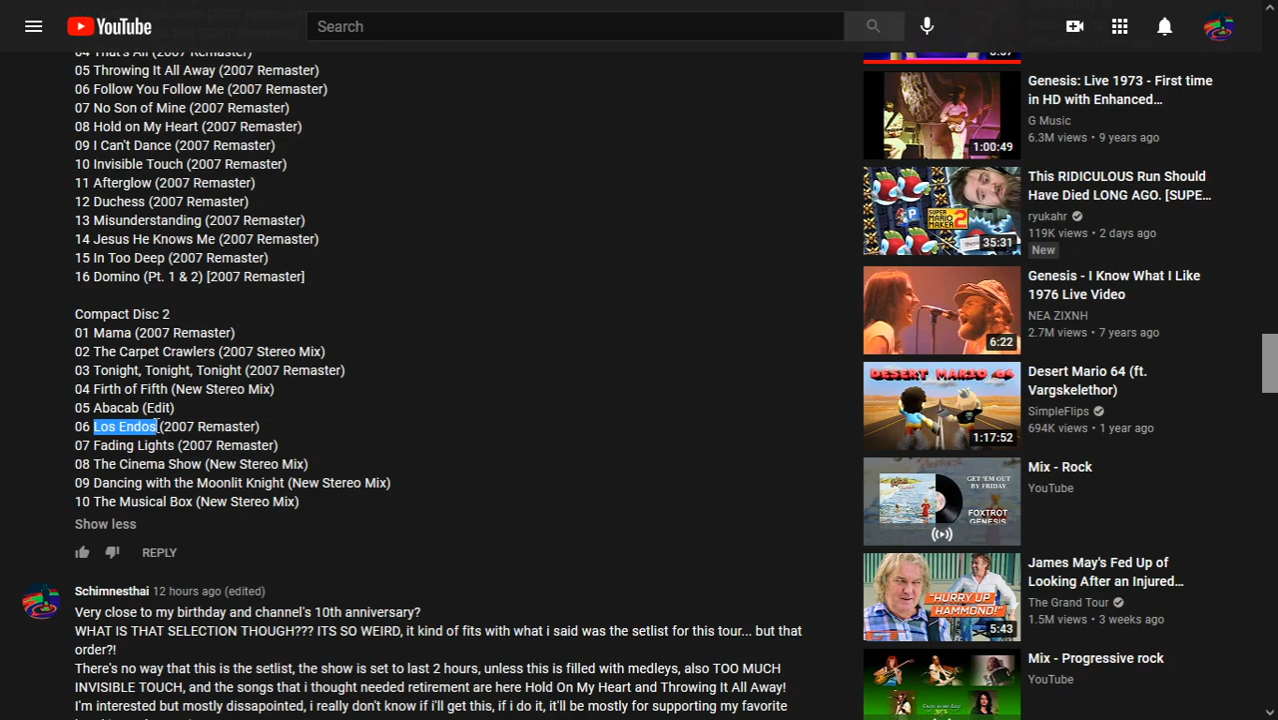 YouTube
Search
04 That's All (2007 Remaster)
05 Throwing It All Away (2007 Remaster)
06 Follow You Follow Me (2007 Remaster)
07 No Son of Mine (2007 Remaster)
08 Hold on My Heart (2007 Remaster)
09 I Can't Dance (2007 Remaster)
10 Invisible Touch (2007 Remaster)
11 Afterglow (2007 Remaster)
12 Duchess (2007 Remaster)
13 Misunderstanding (2007 Remaster)
14 Jesus He Knows Me (2007 Remaster)
15 In Too Deep (2007 Remaster)
16 Domino (Pt. 1 & 2) [2007 Remaster]
Compact Disc 2
01 Mama (2007 Remaster)
02 The Carpet Crawlers (2007 Stereo Mix)
03 Tonight, Tonight, Tonight (2007 Remaster)
04 Firth of Fifth (New Stereo Mix)
05 Abacab (Edit)
06 Los Endos (2007 Remaster)
07 Fading Lights (2007 Remaster)
08 The Cinema Show (New Stereo Mix)
09 Dancing with the Moonlit Knight (New Stereo Mix)
10 The Musical Box (New Stereo Mix)
Show less
REPLY
Schimnesthai 12 hours ago (edited)
Very close to my birthday and channel's 10th anniversary?
WHAT IS THAT SELECTION THOUGH??? ITS SO WEIRD, it kind of fits with what i said was the setlist for this tour... but that
order?!
There's no way that this is the setlist, the show is set to last 2 hours, unless this is filled with medleys, also TOO MUCH
INVISIBLE TOUCH, and the songs that i thought needed retirement are here Hold On My Heart and Throwing It All Away!
I'm interested but mostly dissapointed, i really don't know if i'll get this, if i do it, it'll be mostly for supporting my favorite
Genesis: Live 1973 - First time
in HD with Enhanced...
G Music
6.3M views • 9 years ago
1:00:49
This RIDICULOUS Run Should
Have Died LONG AGO. [SUPE...
ryukahr
119K views • 2 days ago
New
SUPER
MARIO
MAKER
2
35:31
Genesis - I Know What I Like
1976 Live Video
NEA ZIXNH
2.7M views • 7 years ago
6:22
Desert Mario 64 (ft.
Vargskelethor)
SimpleFlips
694K views • 1 year ago
DESERT MARIO 64
1:17:52
Mix - Rock
YouTube
GET 'EM OUT
BY FRIDAY
FOXTROT
GENESIS
James May's Fed Up of
Looking After an Injured...
The Grand Tour
1.5M views • 3 weeks ago
"HURRY UP
HAMMOND!"
5:43
Mix - Progressive rock
YouTube